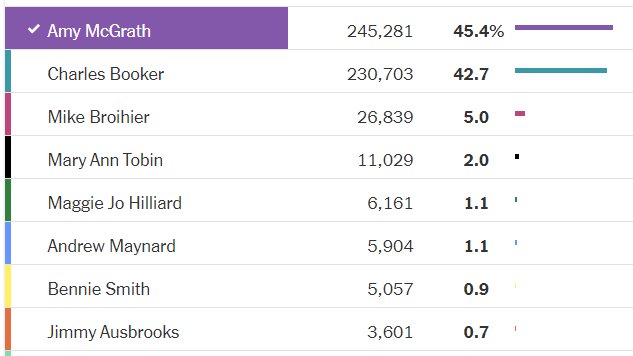 ✓ Amy McGrath 245,281 45.4%
Charles Booker 230,703 42.7
Mike Broihier 26,839 5.0
Mary Ann Tobin 11,029 2.0
Maggie Jo Hilliard 6,161 1.1
Andrew Maynard 5,904 1.1
Bennie Smith 5,057 0.9
Jimmy Ausbrooks 3,601 0.7